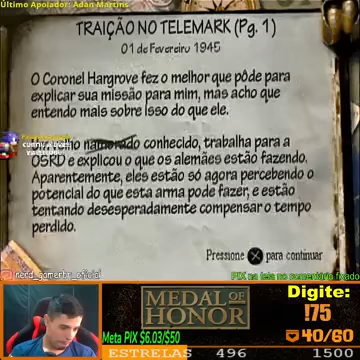 Último Apoiador: Adan Martins
TRAIÇÃO NO TELEMARK (Pg. 1)
01 de Fevereiro 1945
O Coronel Hargrove fez o melhor que pôde para
explicar sua missão para mim, mas acho que
entendo mais sobre isso do que ele.
no namorado conhecido, trabalha para a
OSRD e explicou o que os alemães estão fazendo.
Aparentemente, eles estão só agora percebendo o
potencial do que esta arma pode fazer, e estão
tentando desesperadamente compensar o tempo
perdido.
Pressione X para continuar
nerd_gamerbr_oficial
PIX na tela no comentário fixado
MEDAL OF
HONOR
Digite:
!75
40/60
Meta PIX $6.03/$50
ESTRELAS 496 1500